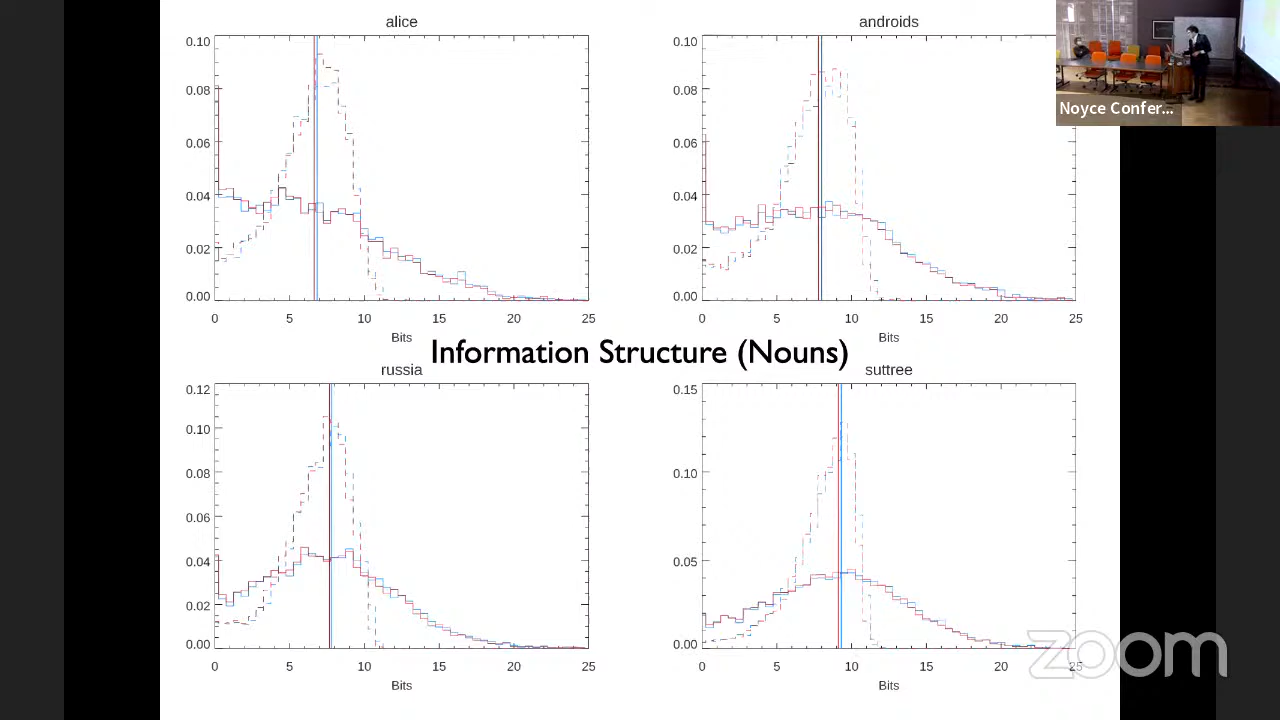 alice
0.10
0.08
0.06
0.04
0.02
0.00
0 5 10 15 20 25
Bits
androids
0.10
0.08
0.06
0.04
0.02
0.00
0 5 10 15 20 25
Bits
Noyce Confer...
Information Structure (Nouns)
russia
0.12
0.10
0.08
0.06
0.04
0.02
0.00
0 5 10 15 20 25
Bits
suttree
0.15
0.10
0.05
0.00
0 5 10 15 20 25
Bits
zoom